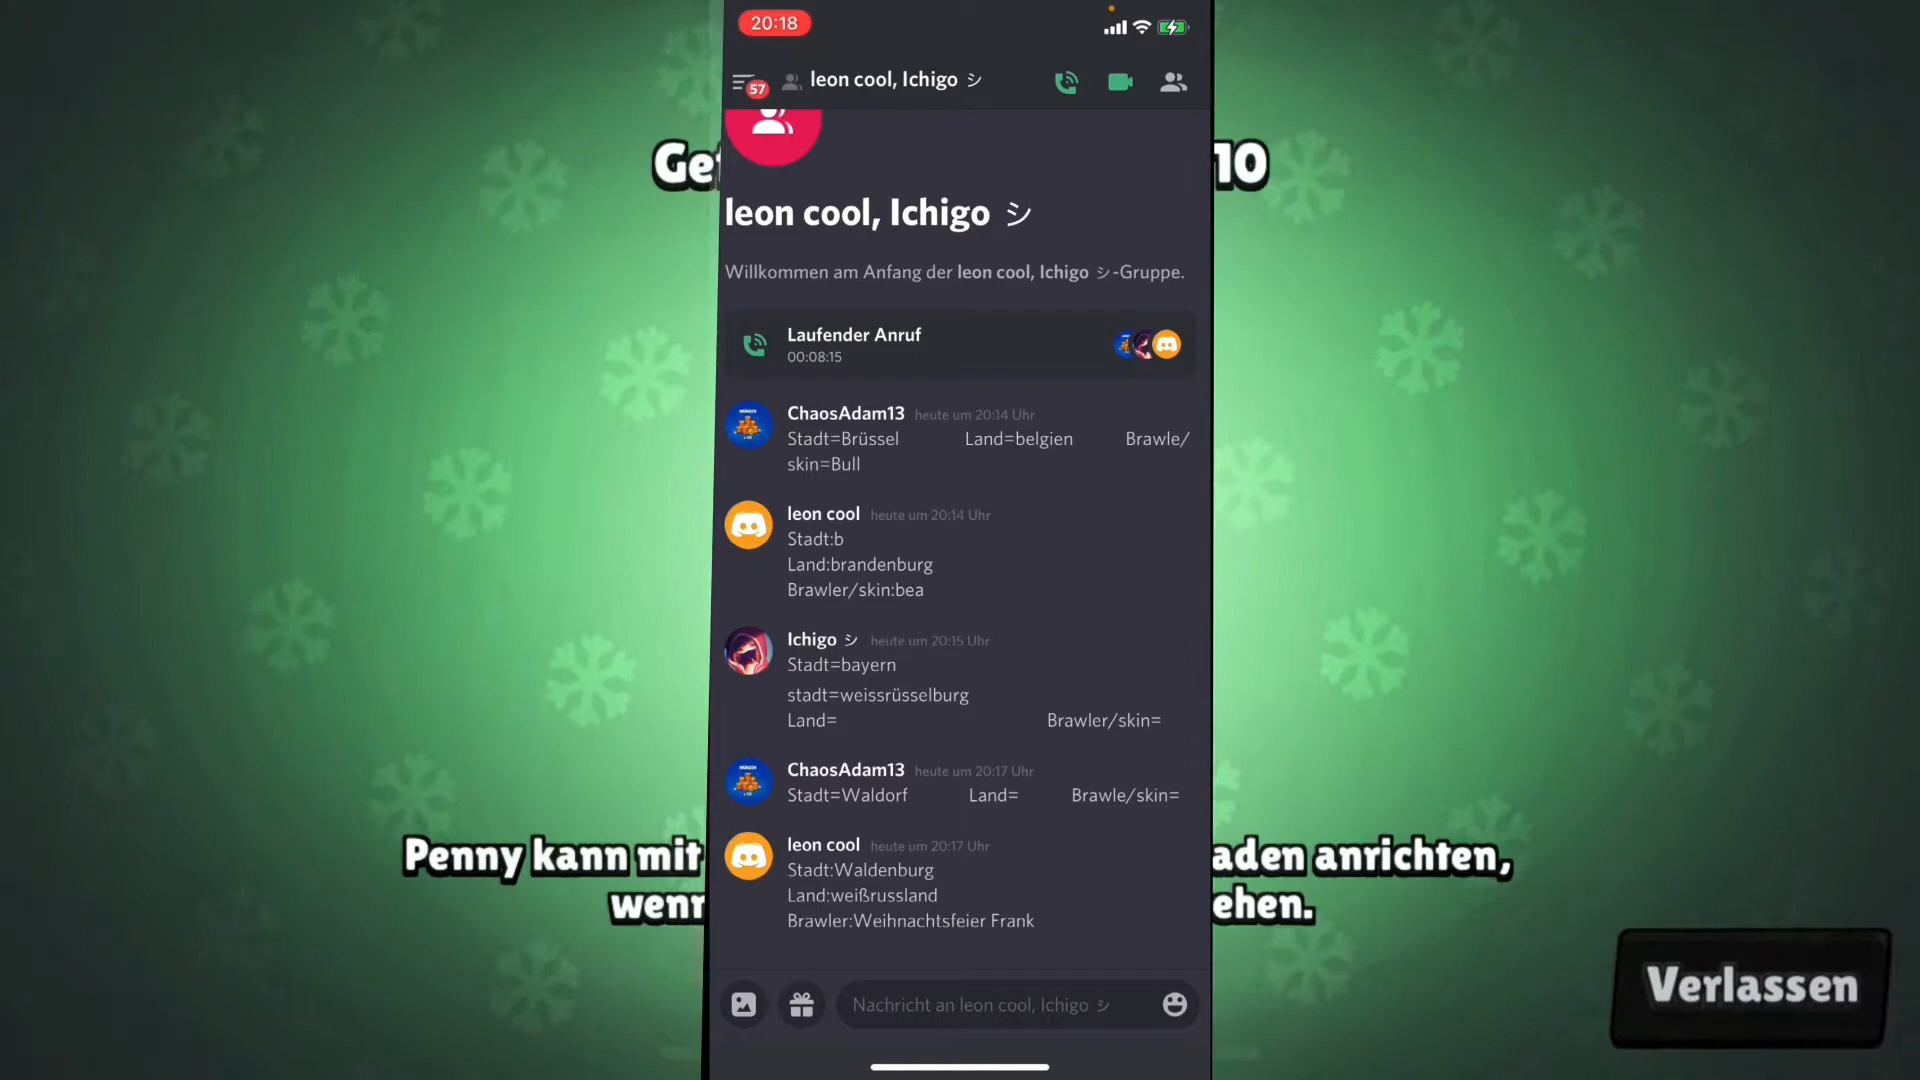 20:18
57
leon cool, Ichigo シ
10
leon cool, Ichigo シ
Willkommen am Anfang der leon cool, Ichigo シ-Gruppe.
Laufender Anruf
00:08:15
ChaosAdam13 heute um 20:14 Uhr
Stadt=Brüssel Land=belgien Brawle/
skin=Bull
leon cool heute um 20:14 Uhr
Stadt:b
Land:brandenburg
Brawler/skin:bea
Ichigo シ heute um 20:15 Uhr
Stadt=bayern
stadt=weissrüsselburg
Land= Brawler/skin=
ChaosAdam13 heute um 20:17 Uhr
Stadt=Waldorf Land= Brawle/skin=
leon cool heute um 20:17 Uhr
Stadt:Waldenburg
Land:weißrussland
Brawler:Weihnachtsfeier Frank
Penny kann mit aden anrichten,
wenn ehen.
Nachricht an leon cool, Ichigo シ
Verlassen